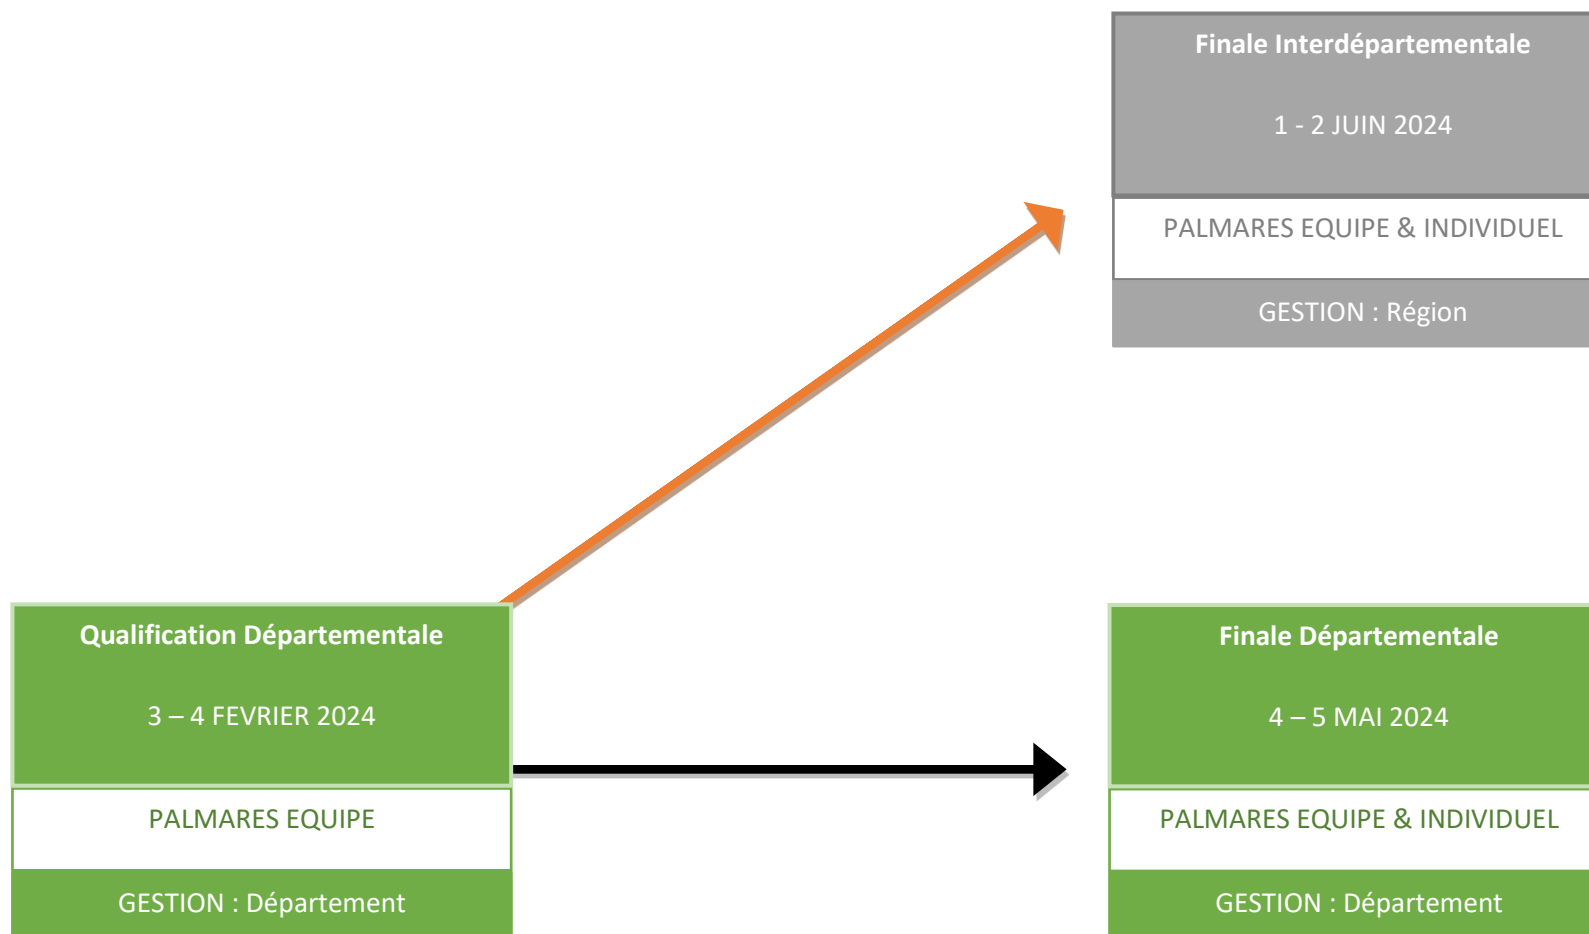 Finale Interdépartementale
1 - 2 JUIN 2024
PALMARES EQUIPE & INDIVIDUEL
GESTION : Région
Qualification Départementale
3 – 4 FEVRIER 2024
PALMARES EQUIPE
GESTION : Département
Finale Départementale
4 – 5 MAI 2024
PALMARES EQUIPE & INDIVIDUEL
GESTION : Département